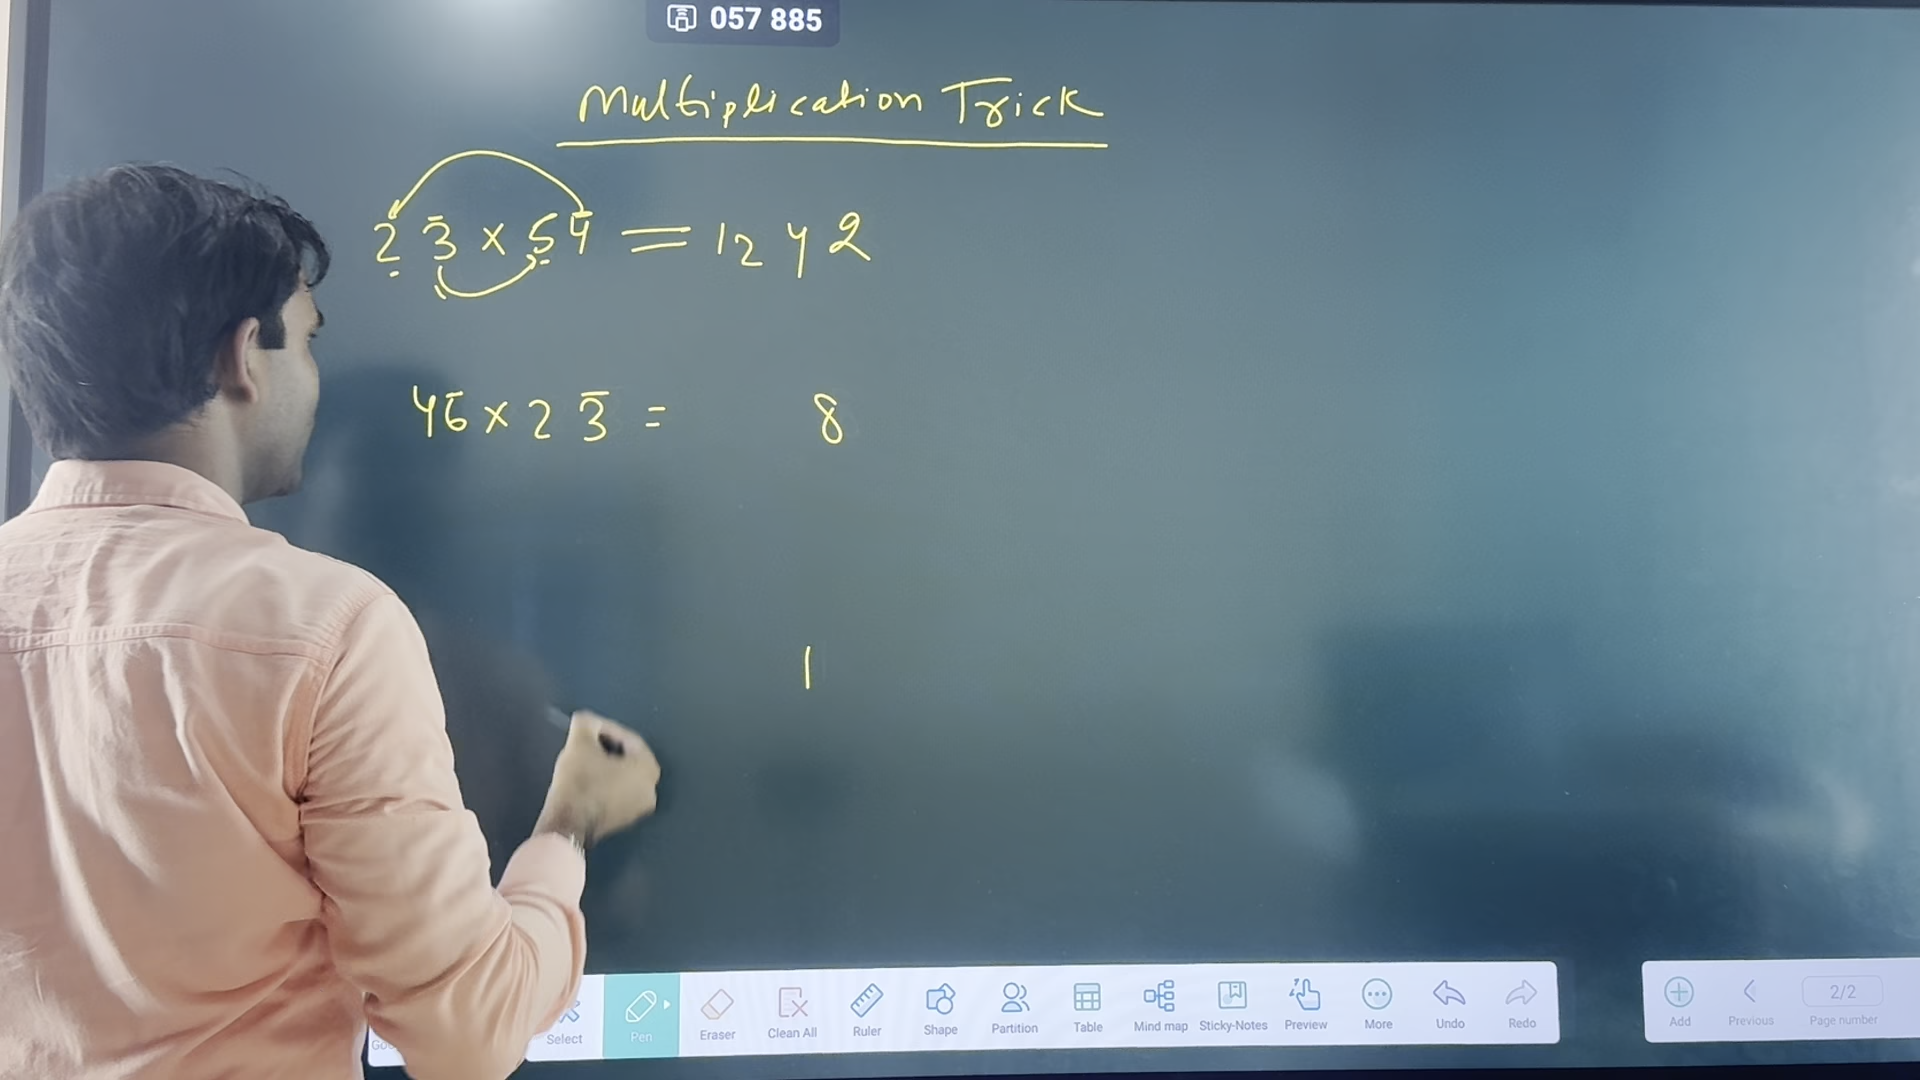 057 885
Multiplication Trick
23 × 54 = 1242
46 × 23 = 8
1
Select
Pen
Eraser
Clean All
Ruler
Shape
Partition
Table
Mind map
Sticky-Notes
Preview
More
Undo
Redo
Add
Previous
2/2
Page number